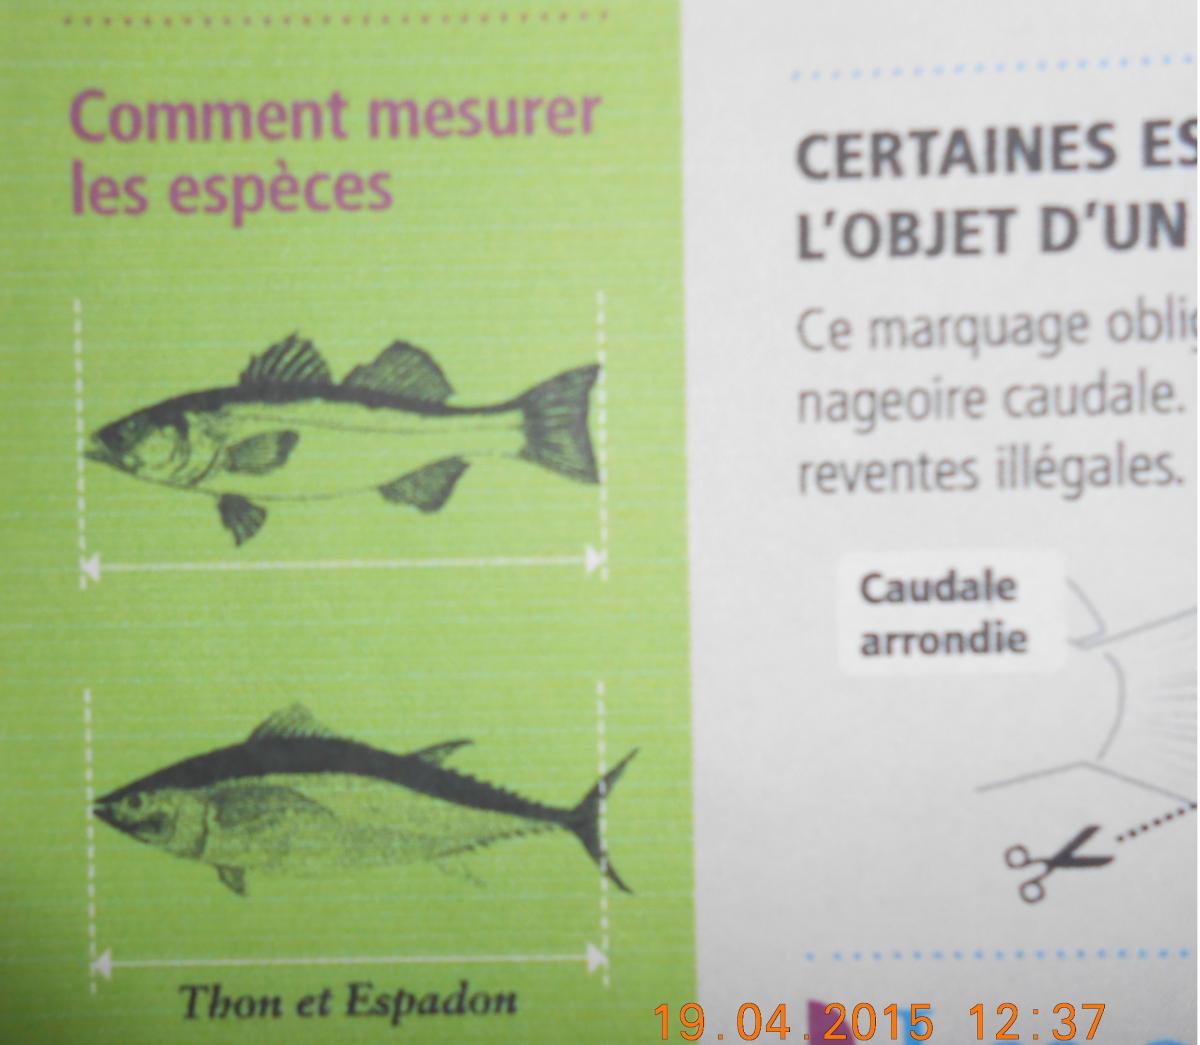 Comment mesurer
les espèces
Thon et Espadon
CERTAINES ES
L'OBJET D'UN
Ce marquage oblig
nageoire caudale.
reventes illégales.
Caudale
arrondie
19.04.2015 12:37